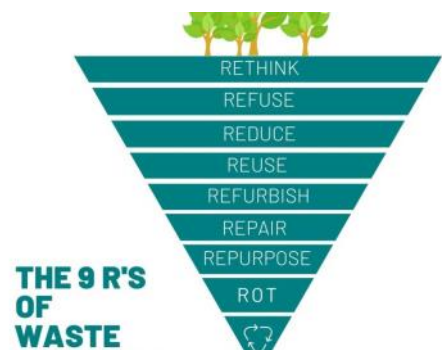 RETHINK
REFUSE
REDUCE
REUSE
REFURBISH
REPAIR
REPURPOSE
ROT
THE 9 R'S
OF
WASTE